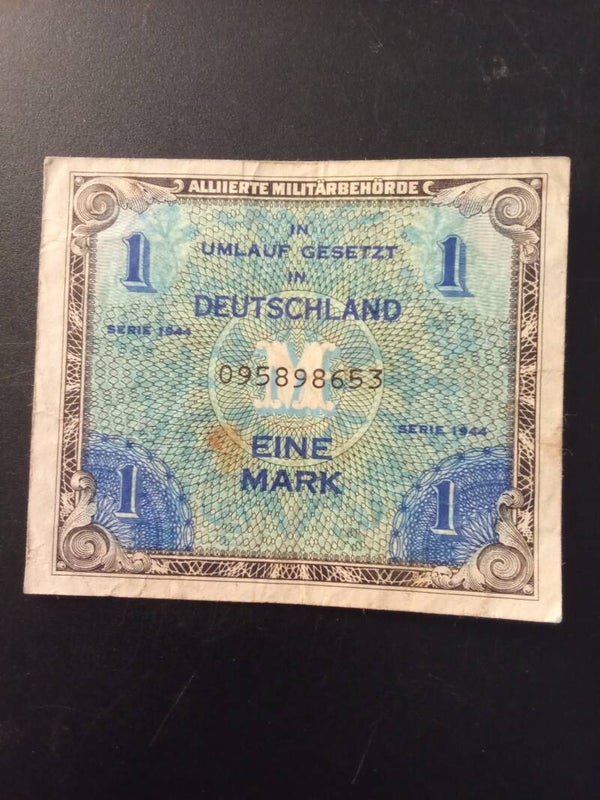 ALLIIERTE MILITÄRBEHÖRDE
1 1
IN
UMLAUF GESETZT
IN
DEUTSCHLAND
SERIE 1944
M
095898653
SERIE 1944
EINE
MARK
1 1